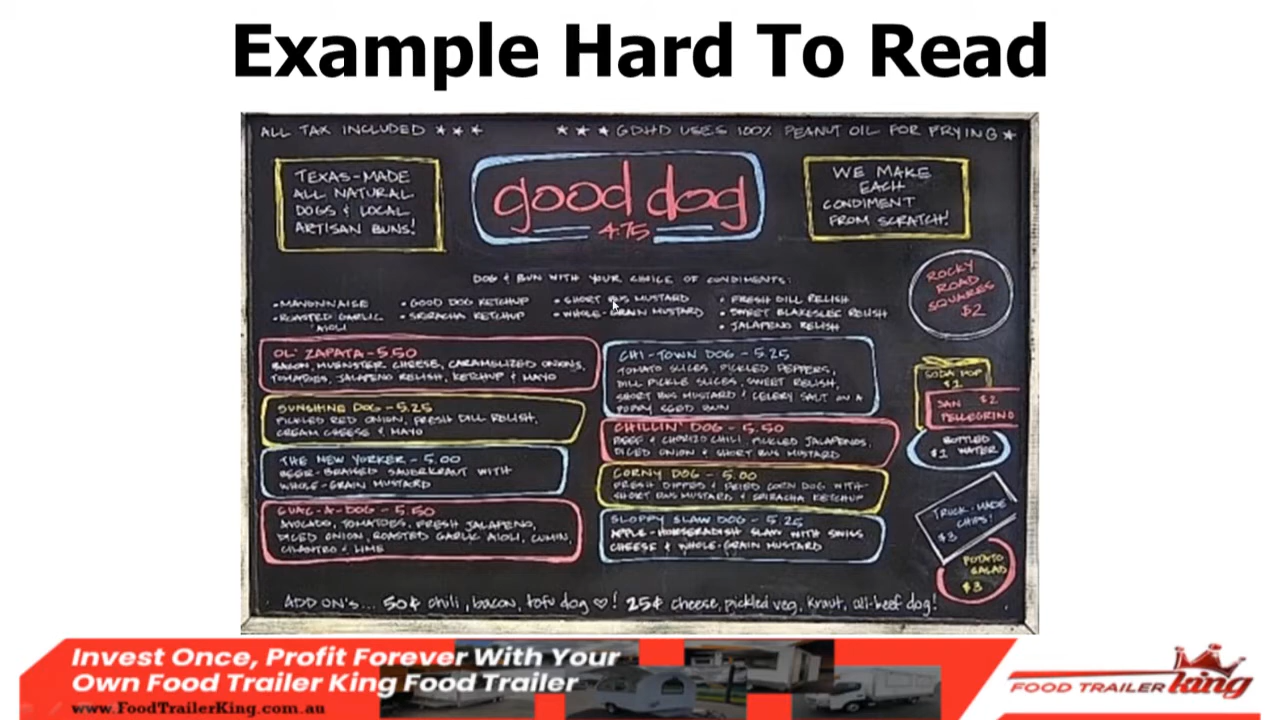 Example Hard To Read
ALL TAX INCLUDED ★ ★ ★ ★ ★ ★ GDHD USES 100% PEANUT OIL FOR FRYING ★
TEXAS-MADE
ALL NATURAL
DOGS & LOCAL
ARTISAN BUNS!
good dog
4.75
WE MAKE
EACH
CONDIMENT
FROM SCRATCH!
DOG & BUN WITH YOUR CHOICE OF CONDIMENTS:
• MAYONNAISE
• ROASTED GARLIC
AIOLI
• GOOD DOG KETCHUP
• SRIRACHA KETCHUP
• SHORT BUS MUSTARD
• WHOLE-GRAIN MUSTARD
• FRESH DILL RELISH
• SWEET BLAKESLEE RELISH
• JALAPENO RELISH
ROCKY
ROAD
SQUARES
$2
OL' ZAPATA - 5.50
BACON, MUENSTER CHEESE, CARAMELIZED ONIONS,
TOMATOES, JALAPENO RELISH, KETCHUP & MAYO
SUNSHINE DOG - 5.25
PICKLED RED ONION, FRESH DILL RELISH,
CREAM CHEESE & MAYO
THE NEW YORKER - 5.00
BEER-BRAISED SAUERKRAUT WITH
WHOLE-GRAIN MUSTARD
GUAC-A-DOG - 5.50
AVOCADO, TOMATOES, FRESH JALAPENO,
DICED ONION, ROASTED GARLIC AIOLI, CUMIN,
CILANTRO & LIME
CHI-TOWN DOG - 5.25
TOMATO SLICES, PICKLED PEPPERS,
DILL PICKLE SLICES, SWEET RELISH,
SHORT BUS MUSTARD & CELERY SALT ON A
POPPY SEED BUN
CHILLIN' DOG - 5.50
BEEF & CHORIZO CHILI, PICKLED JALAPENOS,
DICED ONION & SHORT BUS MUSTARD
CORNY DOG - 5.00
FRESH DIPPED & FRIED CORN DOG WITH
SHORT BUS MUSTARD & SRIRACHA KETCHUP
SLOPPY SLAW DOG - 5.25
APPLE-HORSERADISH SLAW WITH SWISS
CHEESE & WHOLE-GRAIN MUSTARD
SODA POP
$1
SAN $2
PELLEGRINO
BOTTLED
$1 WATER
TRUCK-MADE
CHIPS!
$3
POTATO
SALAD
$3
ADD ON'S... 50¢ chili, bacon, tofu dog ♡! 25¢ cheese, pickled veg, kraut, all-beef dog!
Invest Once, Profit Forever With Your
Own Food Trailer King Food Trailer
www.FoodTrailerKing.com.au
FOOD TRAILER king